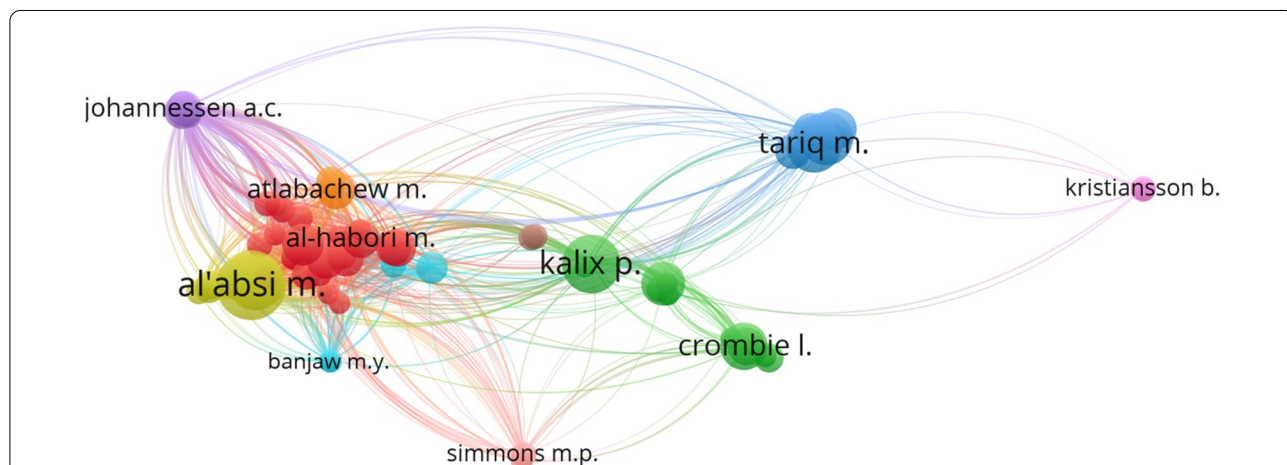 johannessen a.c.
tariq m.
atlabachew m.
kristiansson b.
al-habori m.
kalix p.
al'absi m.
crombie l.
banjaw m.y.
simmons m.p.